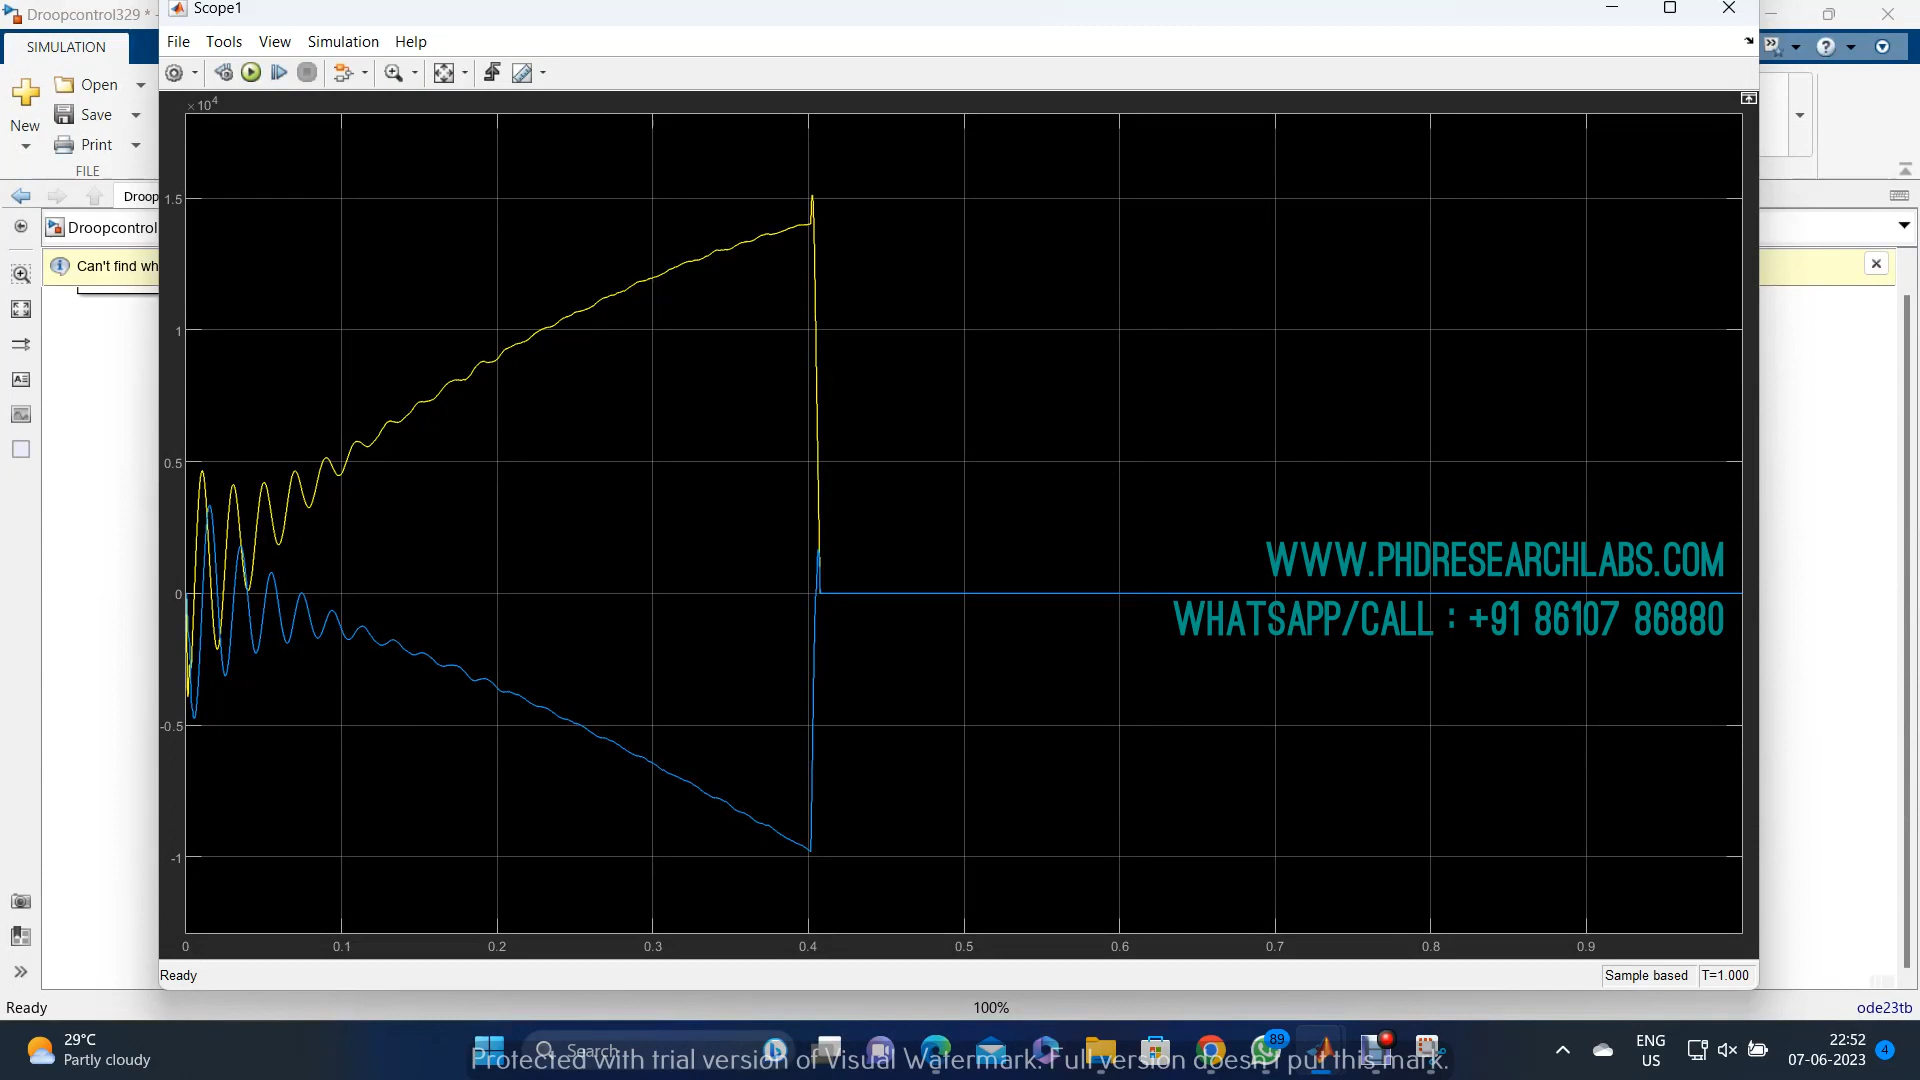 Droopcontrol329 *
Scope1
SIMULATION
File Tools View Simulation Help
Open
Save
New
Print
FILE
×10⁴
Droop
Droopcontrol
Can't find wh
1.5
1
0.5
0
-0.5
-1
0 0.1 0.2 0.3 0.4 0.5 0.6 0.7 0.8 0.9
WWW.PHDRESEARCHLABS.COM
WHATSAPP/CALL : +91 86107 86880
Ready
Sample based T=1.000
Ready
100%
ode23tb
29°C
Partly cloudy
Search
89
ENG
US
22:52
07-06-2023
4
Protected with trial version of Visual Watermark. Full version doesn't put this mark.